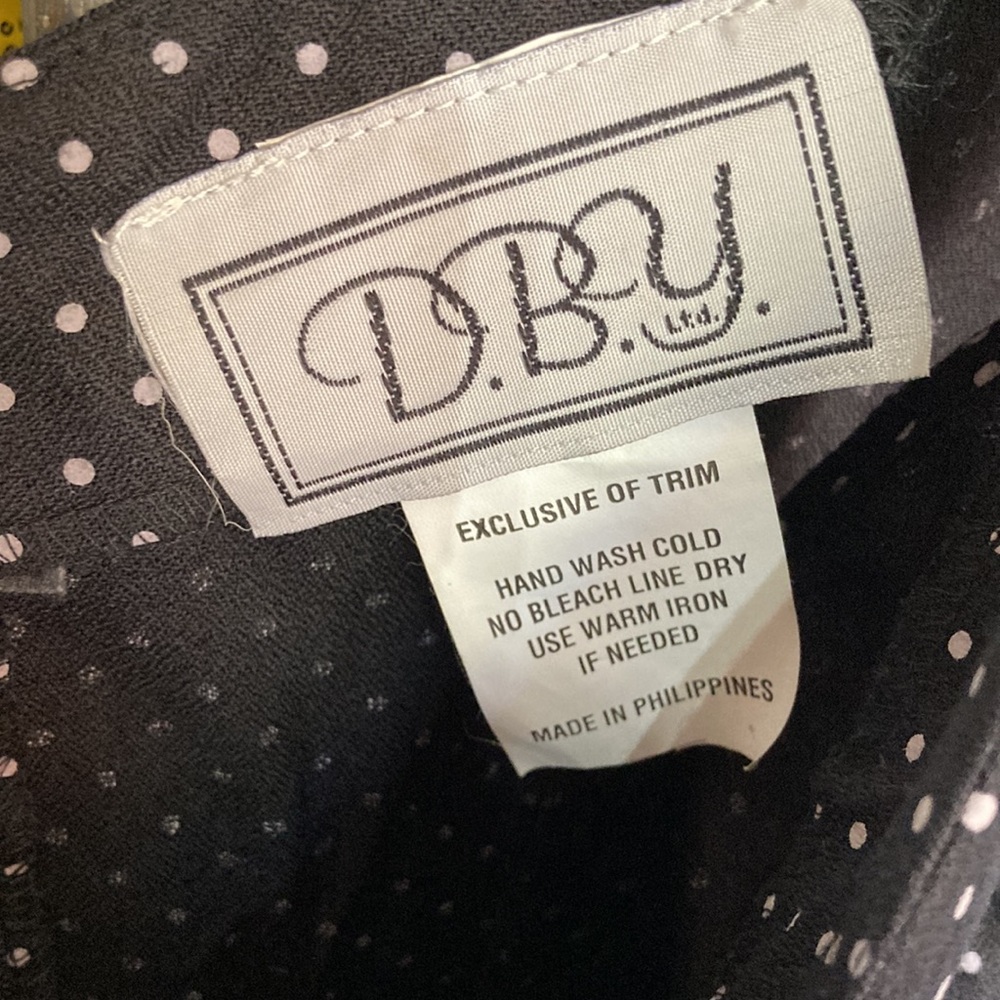 D.B.Y.
Ltd.
EXCLUSIVE OF TRIM
HAND WASH COLD
NO BLEACH LINE DRY
USE WARM IRON
IF NEEDED
MADE IN PHILIPPINES